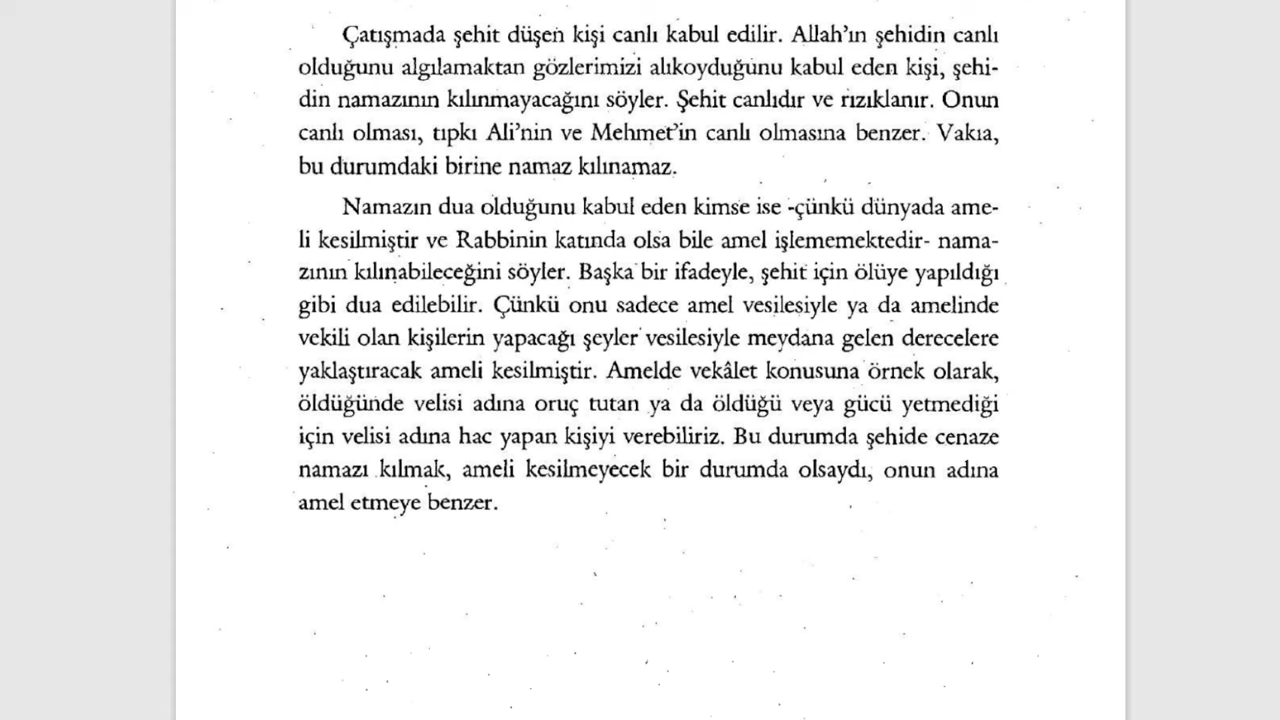 Çatışmada şehit düşen kişi canlı kabul edilir. Allah’ın şehidin canlı
olduğunu algılamaktan gözlerimizi alıkoyduğunu kabul eden kişi, şehi-
din namazının kılınmayacağını söyler. Şehit canlıdır ve rızıklanır. Onun
canlı olması, tıpkı Ali’nin ve Mehmet’in canlı olmasına benzer. Vakıa,
bu durumdaki birine namaz kılınamaz.
Namazın dua olduğunu kabul eden kimse ise -çünkü dünyada ame-
li kesilmiştir ve Rabbinin katında olsa bile amel işlememektedir- nama-
zının kılınabileceğini söyler. Başka bir ifadeyle, şehit için ölüye yapıldığı
gibi dua edilebilir. Çünkü onu sadece amel vesilesiyle ya da amelinde
vekili olan kişilerin yapacağı şeyler vesilesiyle meydana gelen derecelere
yaklaştıracak ameli kesilmiştir. Amelde vekâlet konusuna örnek olarak,
öldüğünde velisi adına oruç tutan ya da öldüğü veya gücü yetmediği
için velisi adına hac yapan kişiyi verebiliriz. Bu durumda şehide cenaze
namazı kılmak, ameli kesilmeyecek bir durumda olsaydı, onun adına
amel etmeye benzer.